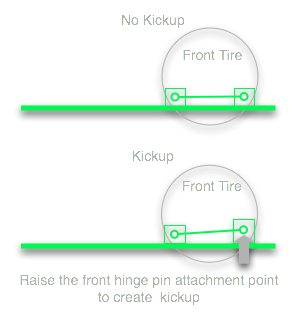 No Kickup
Front Tire
Kickup
Front Tire
Raise the front hinge pin attachment point
to create kickup